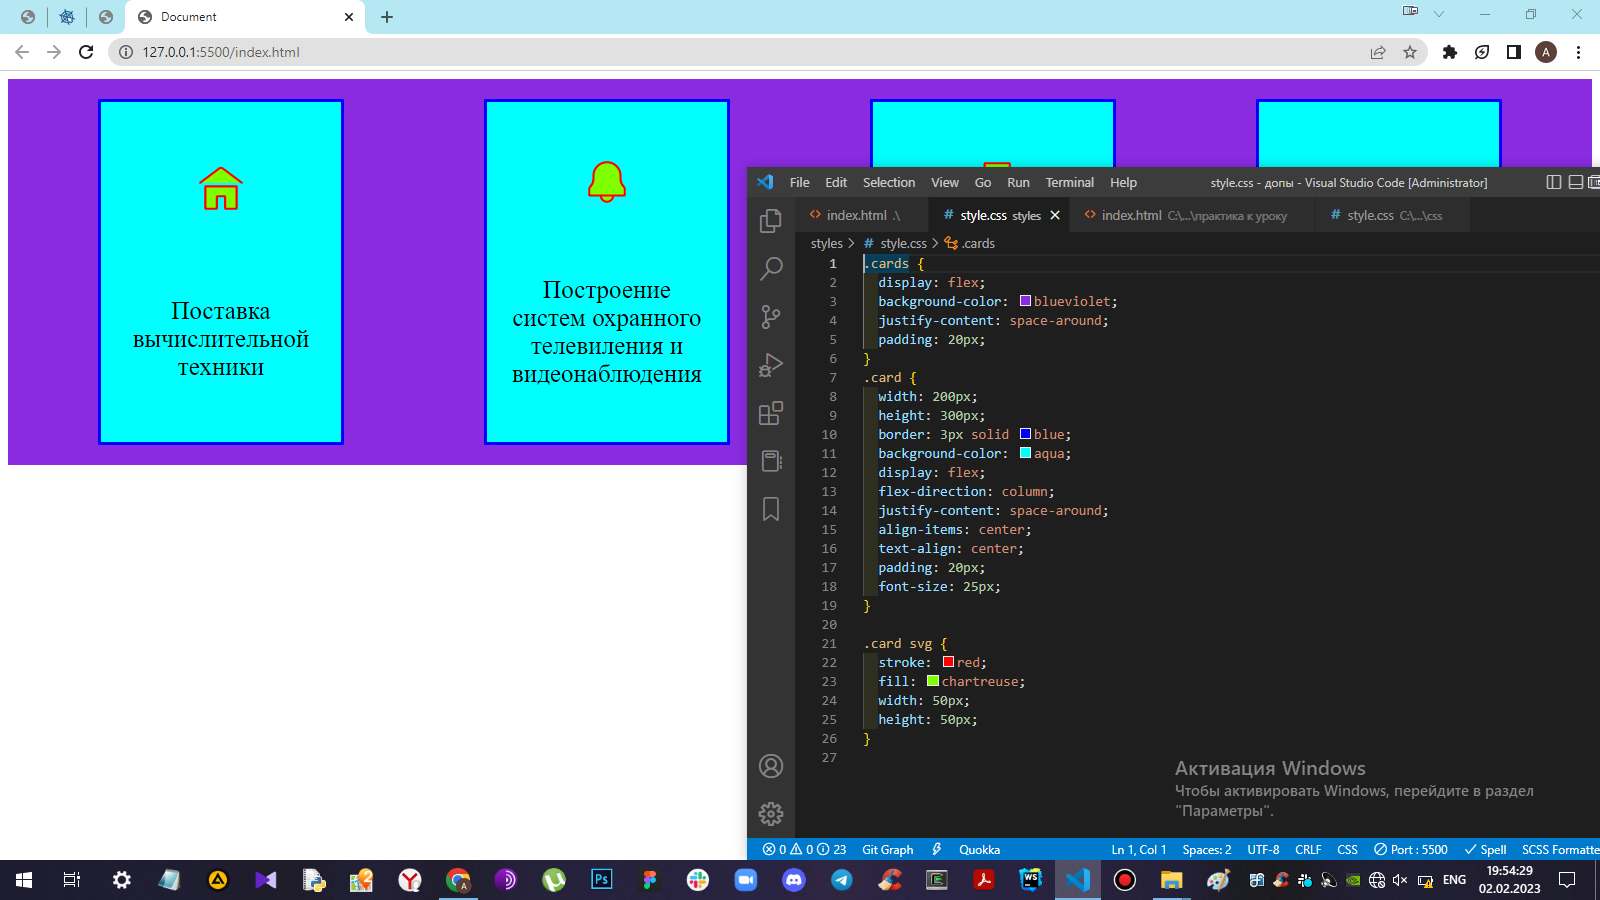 Document
127.0.0.1:5500/index.html
A
Поставка
вычислительной
техники
Построение
систем охранного
телевиления и
видеонаблюдения
File Edit Selection View Go Run Terminal Help
style.css - допы - Visual Studio Code [Administrator]
index.html .\
# style.css styles
index.html C:\...\практика к уроку
# style.css C:\...\css
styles > # style.css > .cards
1 .cards {
2 display: flex;
3 background-color: blueviolet;
4 justify-content: space-around;
5 padding: 20px;
6 }
7 .card {
8 width: 200px;
9 height: 300px;
10 border: 3px solid blue;
11 background-color: aqua;
12 display: flex;
13 flex-direction: column;
14 justify-content: space-around;
15 align-items: center;
16 text-align: center;
17 padding: 20px;
18 font-size: 25px;
19 }
20
21 .card svg {
22 stroke: red;
23 fill: chartreuse;
24 width: 50px;
25 height: 50px;
26 }
27
Активация Windows
Чтобы активировать Windows, перейдите в раздел
"Параметры".
0 0 23 Git Graph Quokka Ln 1, Col 1 Spaces: 2 UTF-8 CRLF CSS Port : 5500 Spell SCSS Formatte
Ps
WS
ENG
19:54:29
02.02.2023